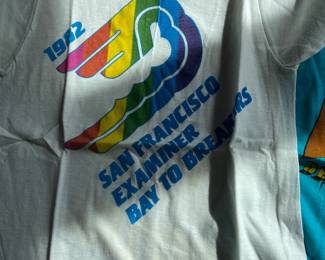 1982
SAN FRANCISCO
EXAMINER
BAY TO BREAKERS